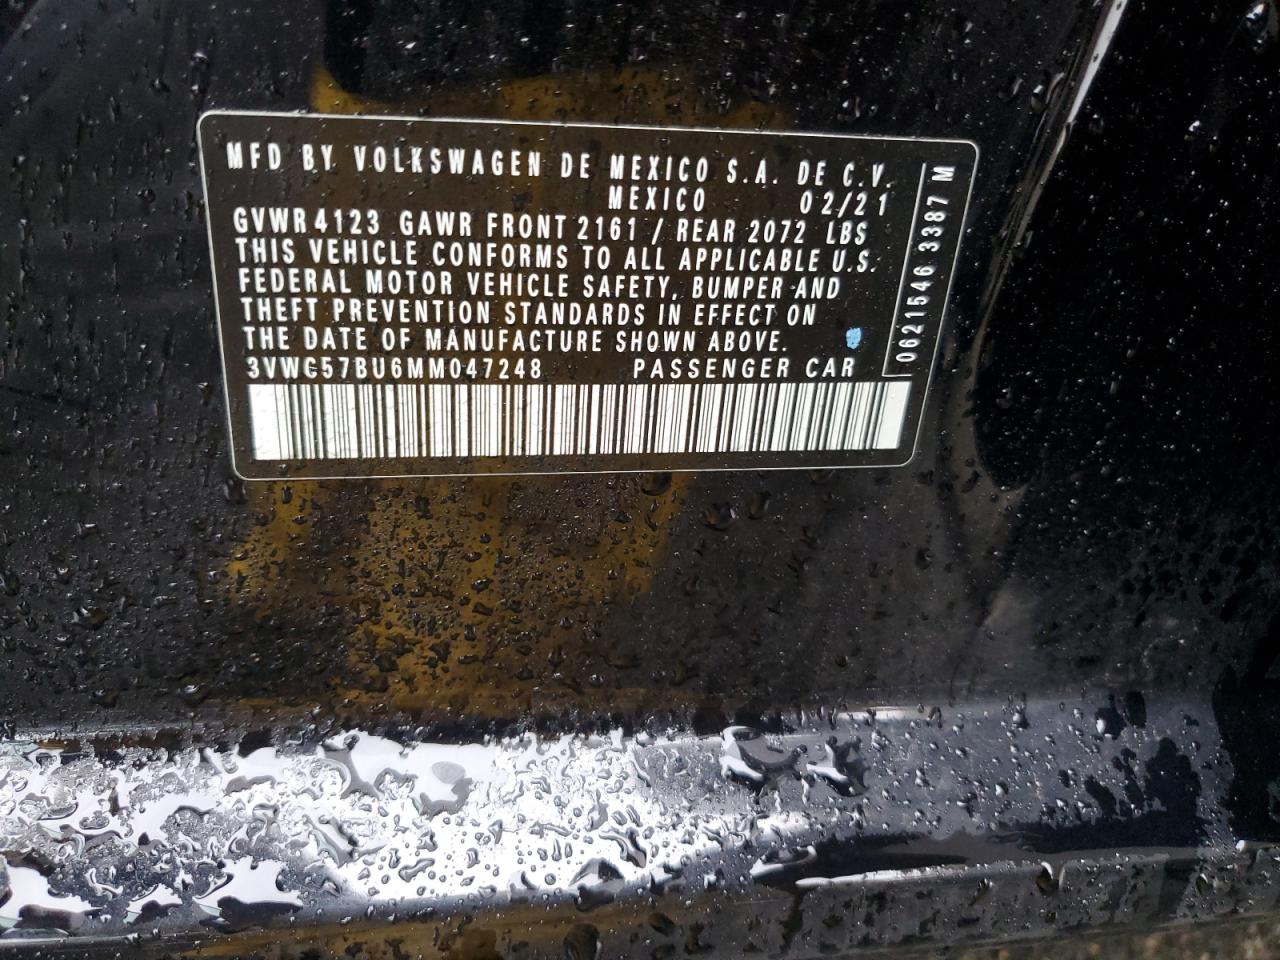 MFD BY VOLKSWAGEN DE MEXICO S.A. DE C.V.
MEXICO 02/21
GVWR 4123 GAWR FRONT 2161 / REAR 2072 LBS
THIS VEHICLE CONFORMS TO ALL APPLICABLE U.S.
FEDERAL MOTOR VEHICLE SAFETY, BUMPER AND
THEFT PREVENTION STANDARDS IN EFFECT ON
THE DATE OF MANUFACTURE SHOWN ABOVE.
3VWC57BU6MM047248 PASSENGER CAR
0621546 3387 M